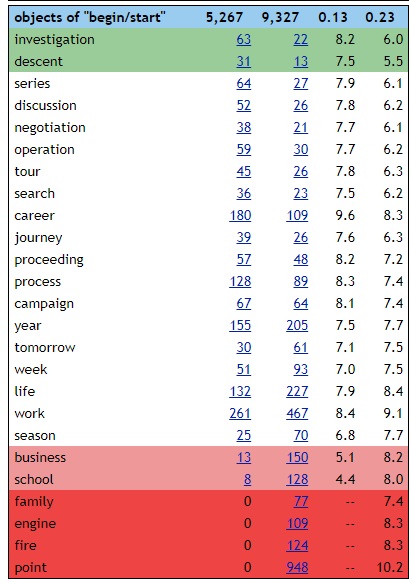 objects of "begin/start" 5,267 9,327 0.13 0.23
investigation 63 22 8.2 6.0
descent 31 13 7.5 5.5
series 64 27 7.9 6.1
discussion 52 26 7.8 6.2
negotiation 38 21 7.7 6.1
operation 59 30 7.7 6.2
tour 45 26 7.8 6.3
search 36 23 7.5 6.2
career 180 109 9.6 8.3
journey 39 26 7.6 6.3
proceeding 57 48 8.2 7.2
process 128 89 8.3 7.4
campaign 67 64 8.1 7.4
year 155 205 7.5 7.7
tomorrow 30 61 7.1 7.5
week 51 93 7.0 7.5
life 132 227 7.9 8.4
work 261 467 8.4 9.1
season 25 70 6.8 7.7
business 13 150 5.1 8.2
school 8 128 4.4 8.0
family 0 77 -- 7.4
engine 0 109 -- 8.3
fire 0 124 -- 8.3
point 0 948 -- 10.2